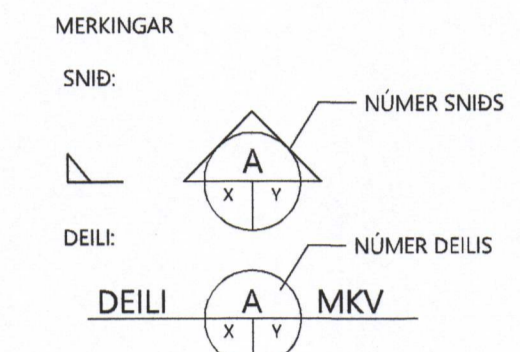 MERKINGAR
SNIÐ:
NÚMER SNIÐS
A
X Y
DEILI:
NÚMER DEILIS
DEILI A MKV
X Y